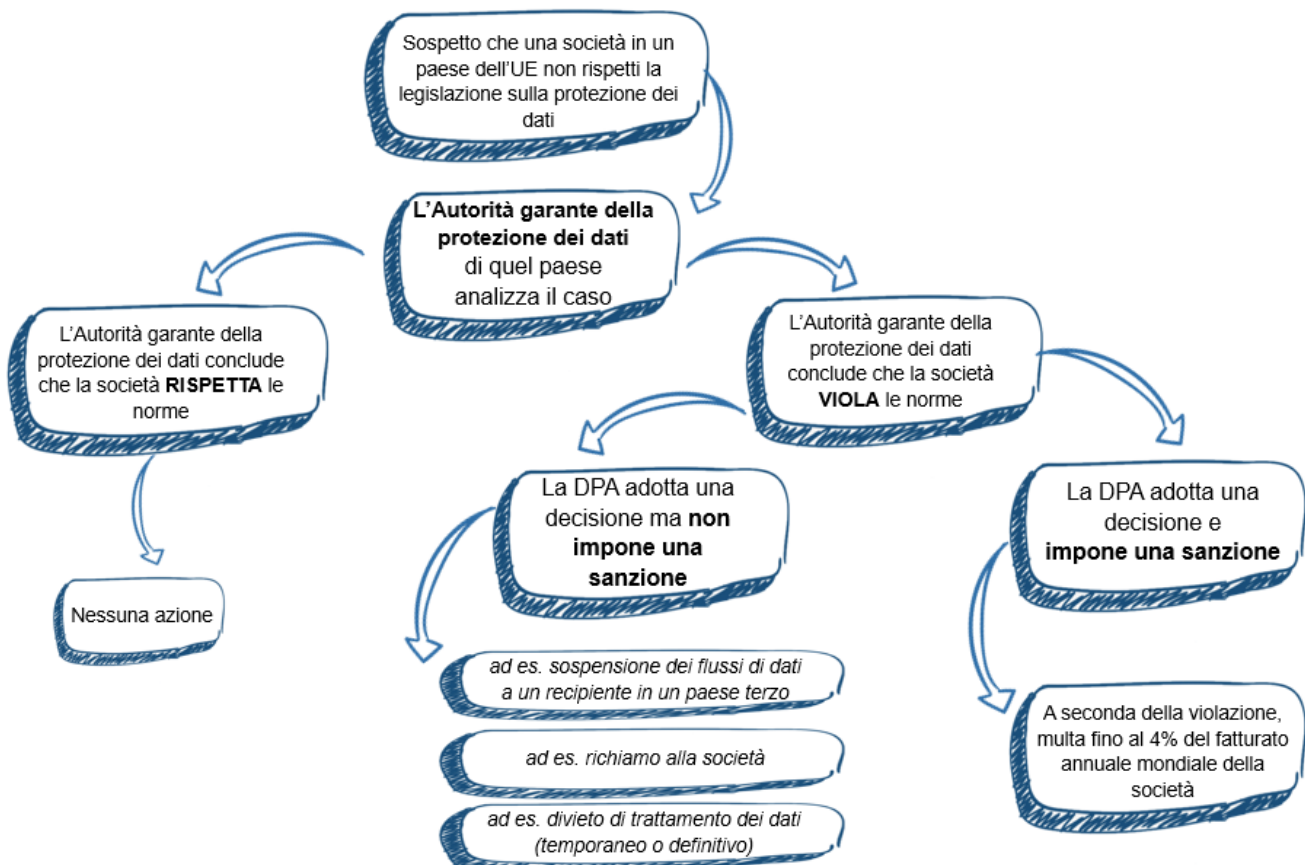 Sospetto che una società in un
paese dell'UE non rispetti la
legislazione sulla protezione dei
dati
L'Autorità garante della
protezione dei dati
di quel paese
analizza il caso
L'Autorità garante della
protezione dei dati conclude
che la società RISPETTA le
norme
L'Autorità garante della
protezione dei dati
conclude che la società
VIOLA le norme
Nessuna azione
La DPA adotta una
decisione ma non
impone una
sanzione
La DPA adotta una
decisione e
impone una sanzione
ad es. sospensione dei flussi di dati
a un recipiente in un paese terzo
ad es. richiamo alla società
ad es. divieto di trattamento dei dati
(temporaneo o definitivo)
A seconda della violazione,
multa fino al 4% del fatturato
annuale mondiale della
società